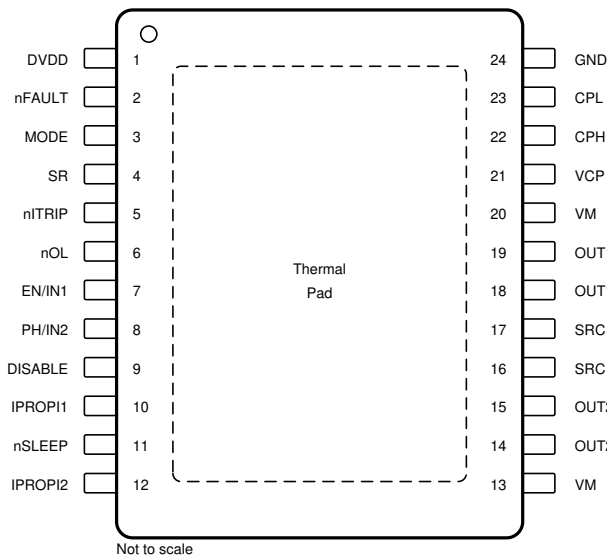 DVDD 1 24 GND
nFAULT 2 23 CPL
MODE 3 22 CPH
SR 4 21 VCP
nITRIP 5 20 VM
nOL 6 19 OUT1
EN/IN1 7 18 OUT1
PH/IN2 8 17 SRC
DISABLE 9 16 SRC
IPROPI1 10 15 OUT2
nSLEEP 11 14 OUT2
IPROPI2 12 13 VM
Thermal
Pad
Not to scale